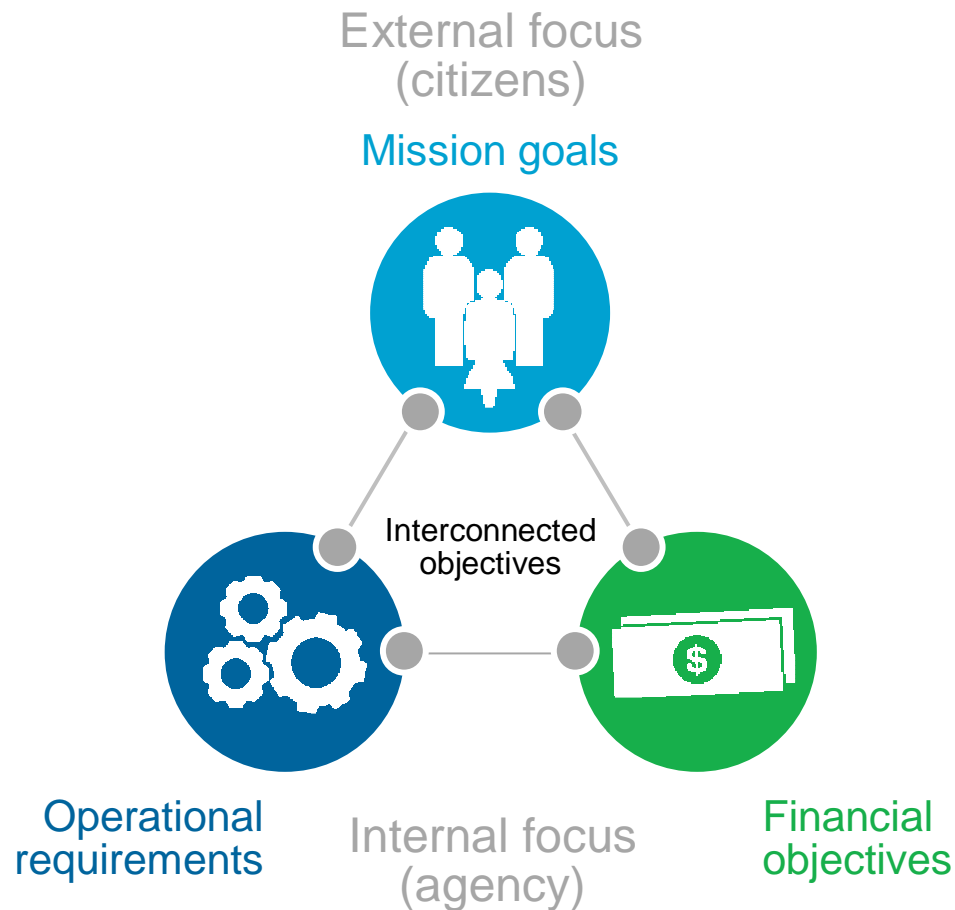 External focus
(citizens)
Mission goals
Interconnected
objectives
$
Operational
requirements
Internal focus
(agency)
Financial
objectives